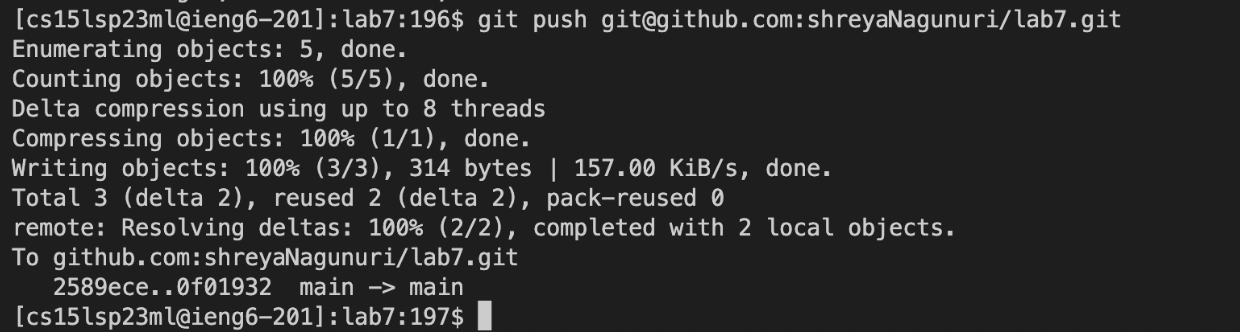 [cs15lsp23ml@ieng6-201]:lab7:196$ git push git@github.com:shreyaNagunuri/lab7.git
Enumerating objects: 5, done.
Counting objects: 100% (5/5), done.
Delta compression using up to 8 threads
Compressing objects: 100% (1/1), done.
Writing objects: 100% (3/3), 314 bytes | 157.00 KiB/s, done.
Total 3 (delta 2), reused 2 (delta 2), pack-reused 0
remote: Resolving deltas: 100% (2/2), completed with 2 local objects.
To github.com:shreyaNagunuri/lab7.git
   2589ece..0f01932  main -> main
[cs15lsp23ml@ieng6-201]:lab7:197$